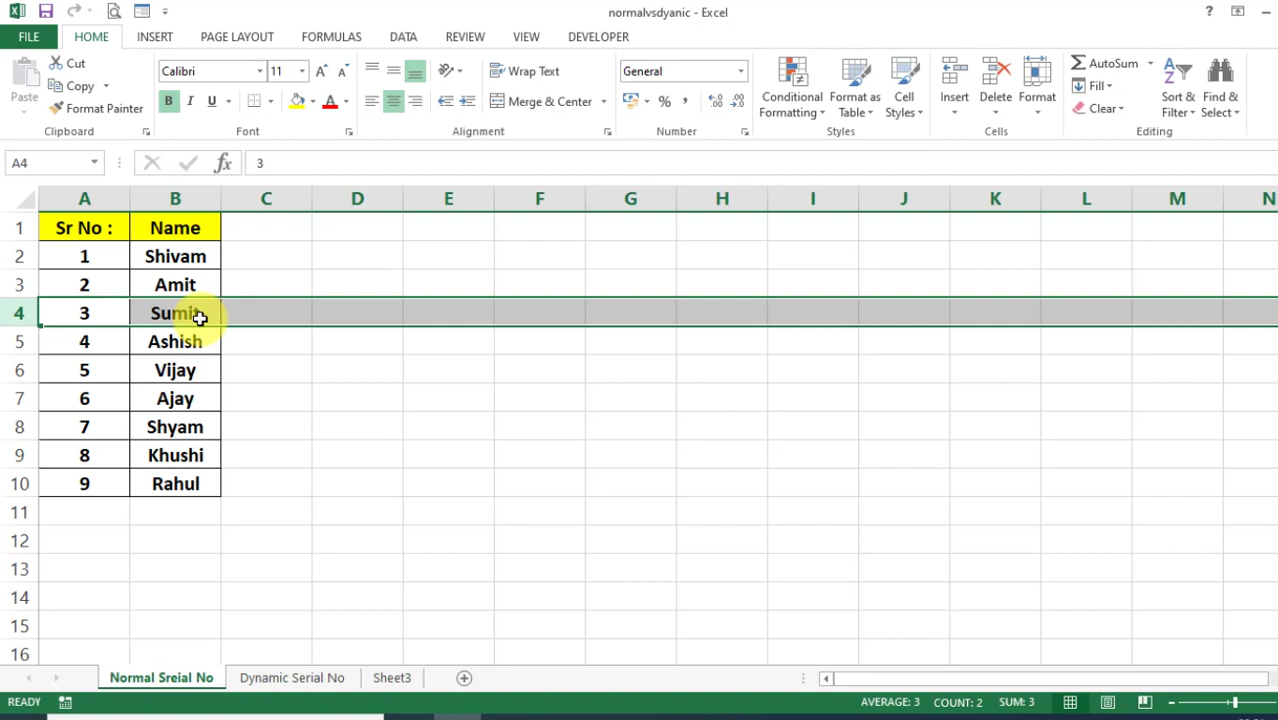 normalvsdyanic - Excel
?
FILE HOME INSERT PAGE LAYOUT FORMULAS DATA REVIEW VIEW DEVELOPER
Paste
Cut
Copy
Format Painter
Clipboard
Calibri 11
B I U
Font
Wrap Text
Merge & Center
Alignment
General
% ,
Number
Conditional Formatting
Format as Table
Cell Styles
Styles
Insert Delete Format
Cells
AutoSum
Fill
Clear
Sort & Filter
Find & Select
Editing
A4 fx 3
A B C D E F G H I J K L M N
1 Sr No : Name
2 1 Shivam
3 2 Amit
4 3 Sumit
5 4 Ashish
6 5 Vijay
7 6 Ajay
8 7 Shyam
9 8 Khushi
10 9 Rahul
11
12
13
14
15
16
Normal Sreial No Dynamic Serial No Sheet3
READY AVERAGE: 3 COUNT: 2 SUM: 3